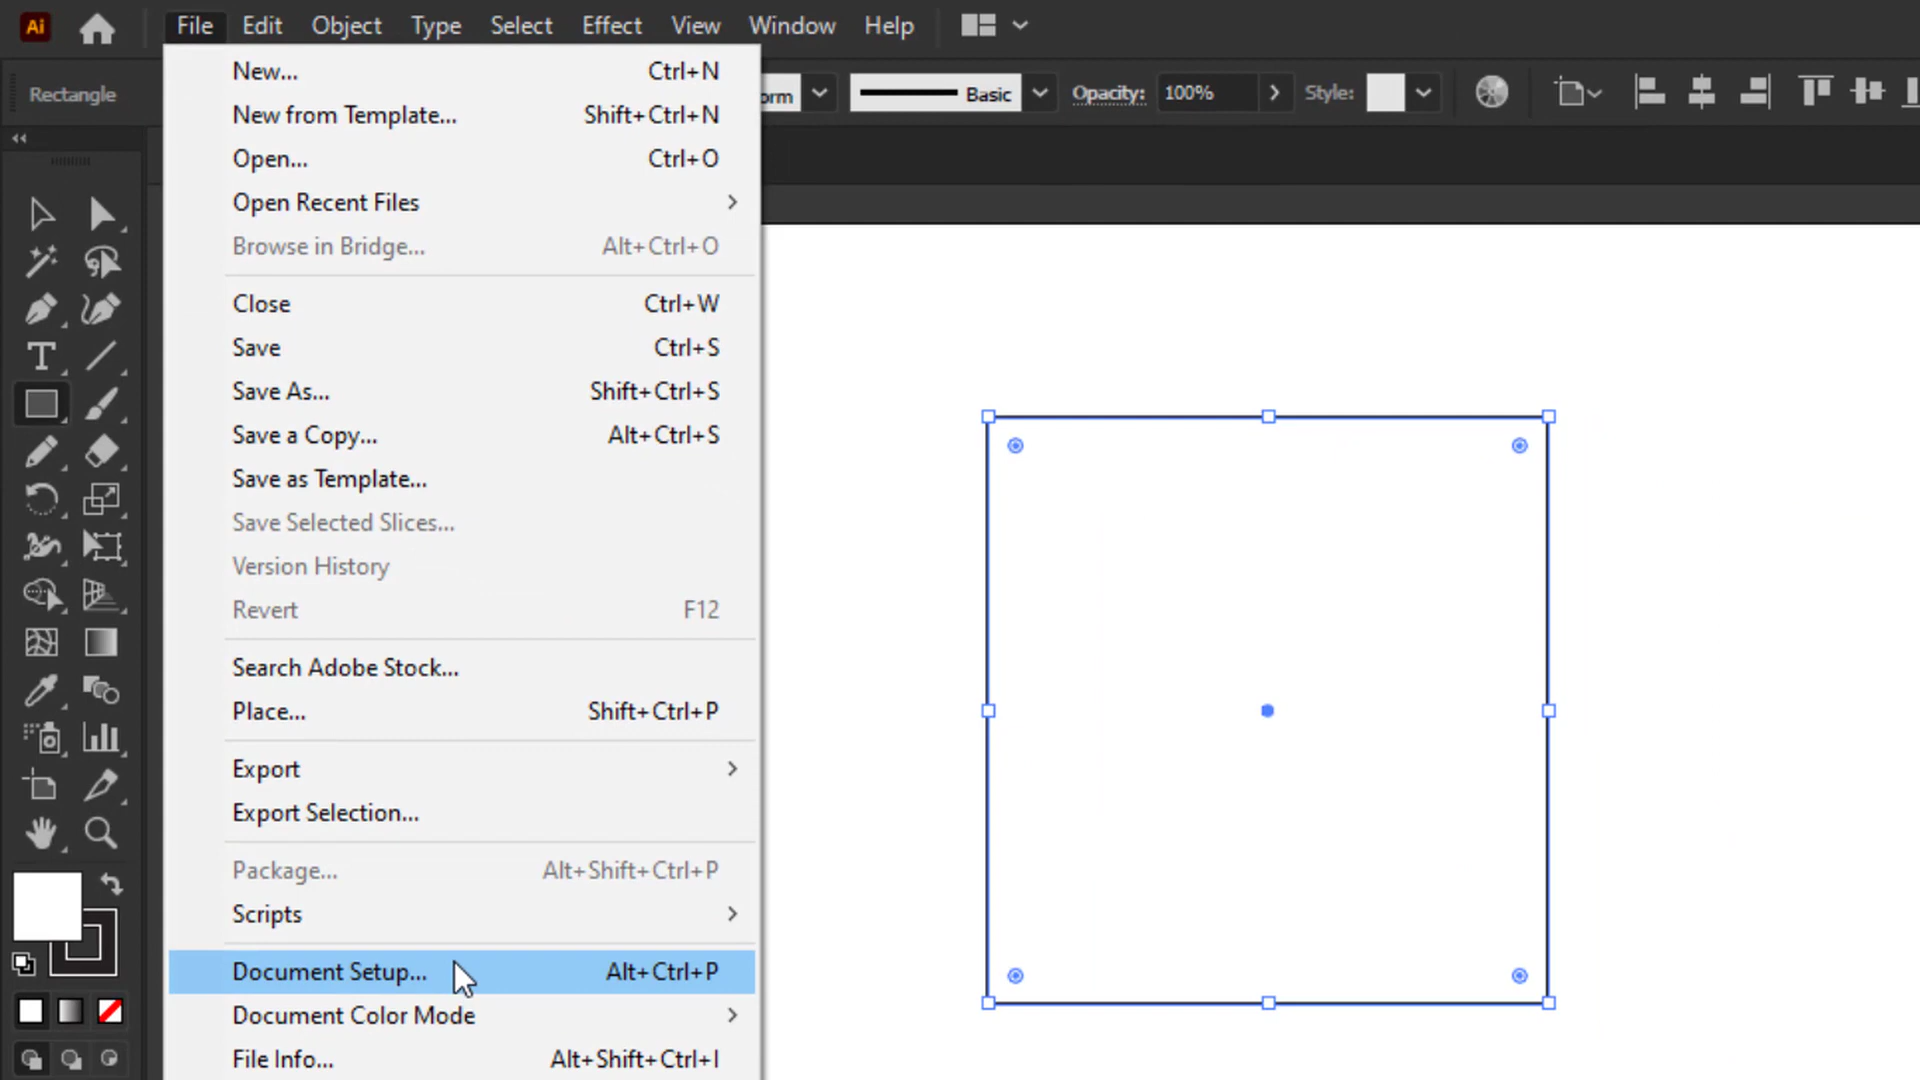 Ai File Edit Object Type Select Effect View Window Help
Rectangle
orm Basic Opacity: 100% Style:
New... Ctrl+N
New from Template... Shift+Ctrl+N
Open... Ctrl+O
Open Recent Files
Browse in Bridge... Alt+Ctrl+O
Close Ctrl+W
Save Ctrl+S
Save As... Shift+Ctrl+S
Save a Copy... Alt+Ctrl+S
Save as Template...
Save Selected Slices...
Version History
Revert F12
Search Adobe Stock...
Place... Shift+Ctrl+P
Export
Export Selection...
Package... Alt+Shift+Ctrl+P
Scripts
Document Setup... Alt+Ctrl+P
Document Color Mode
File Info... Alt+Shift+Ctrl+I